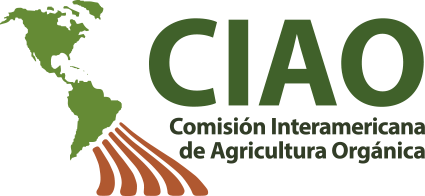 CIAO
Comisión Interamericana
de Agricultura Orgánica